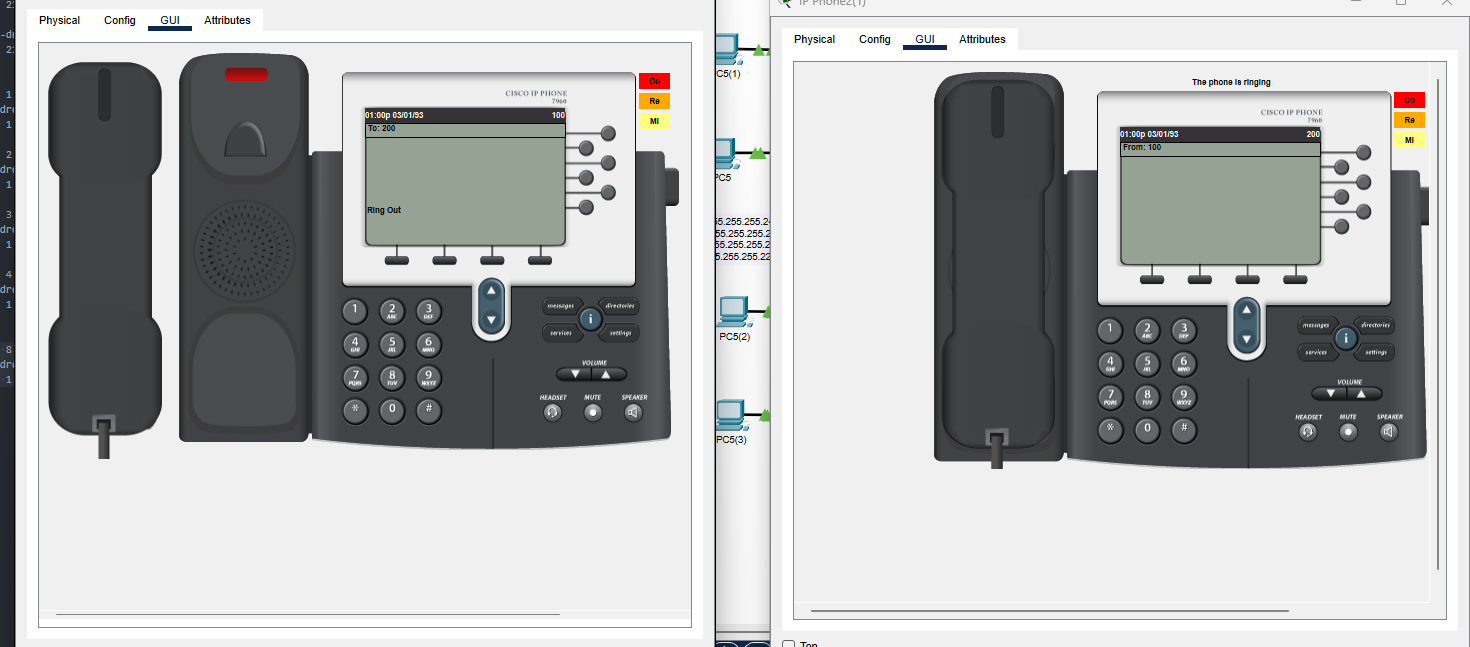 Physical Config GUI Attributes
Do
Re
MI
CISCO IP PHONE
7960
01:00p 03/01/93 100
To: 200
Ring Out
1 2 ABC 3 DEF
4 GHI 5 JKL 6 MNO
7 PQRS 8 TUV 9 WXYZ
* 0 #
messages directories
i
services settings
VOLUME
HEADSET MUTE SPEAKER
C5(1)
PC5
55.255.255.2
55.255.255.2
55.255.255.2
.255.255.22
PC5(2)
PC5(3)
IP Phone2(1)
Physical Config GUI Attributes
The phone is ringing
Do
Re
MI
CISCO IP PHONE
7960
01:00p 03/01/93 200
From: 100
1 2 ABC 3 DEF
4 GHI 5 JKL 6 MNO
7 PQRS 8 TUV 9 WXYZ
* 0 #
messages directories
i
services settings
VOLUME
HEADSET MUTE SPEAKER
Top